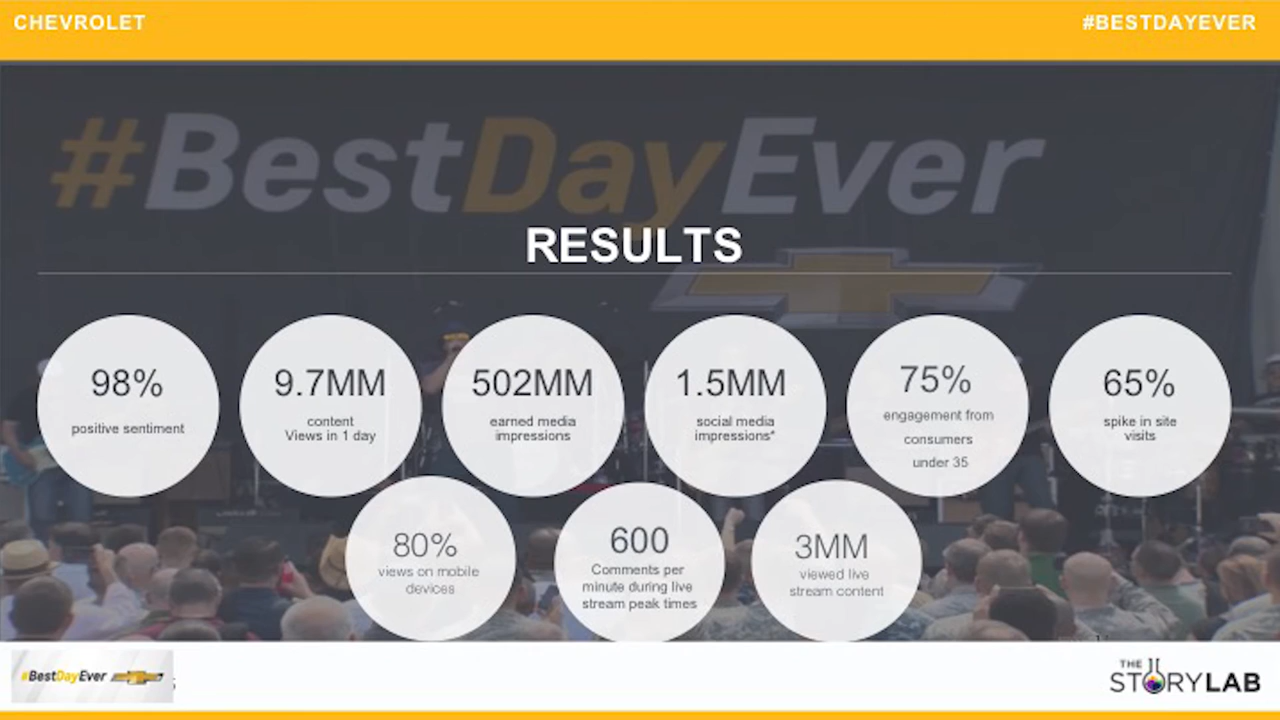 CHEVROLET
#BESTDAYEVER
#BestDayEver
RESULTS
98%
positive sentiment
9.7MM
content
Views in 1 day
502MM
earned media
impressions
1.5MM
social media
impressions*
75%
engagement from
consumers
under 35
65%
spike in site
visits
80%
views on mobile
devices
600
Comments per
minute during live
stream peak times
3MM
viewed live
stream content
#BestDayEver
THE
STORYLAB